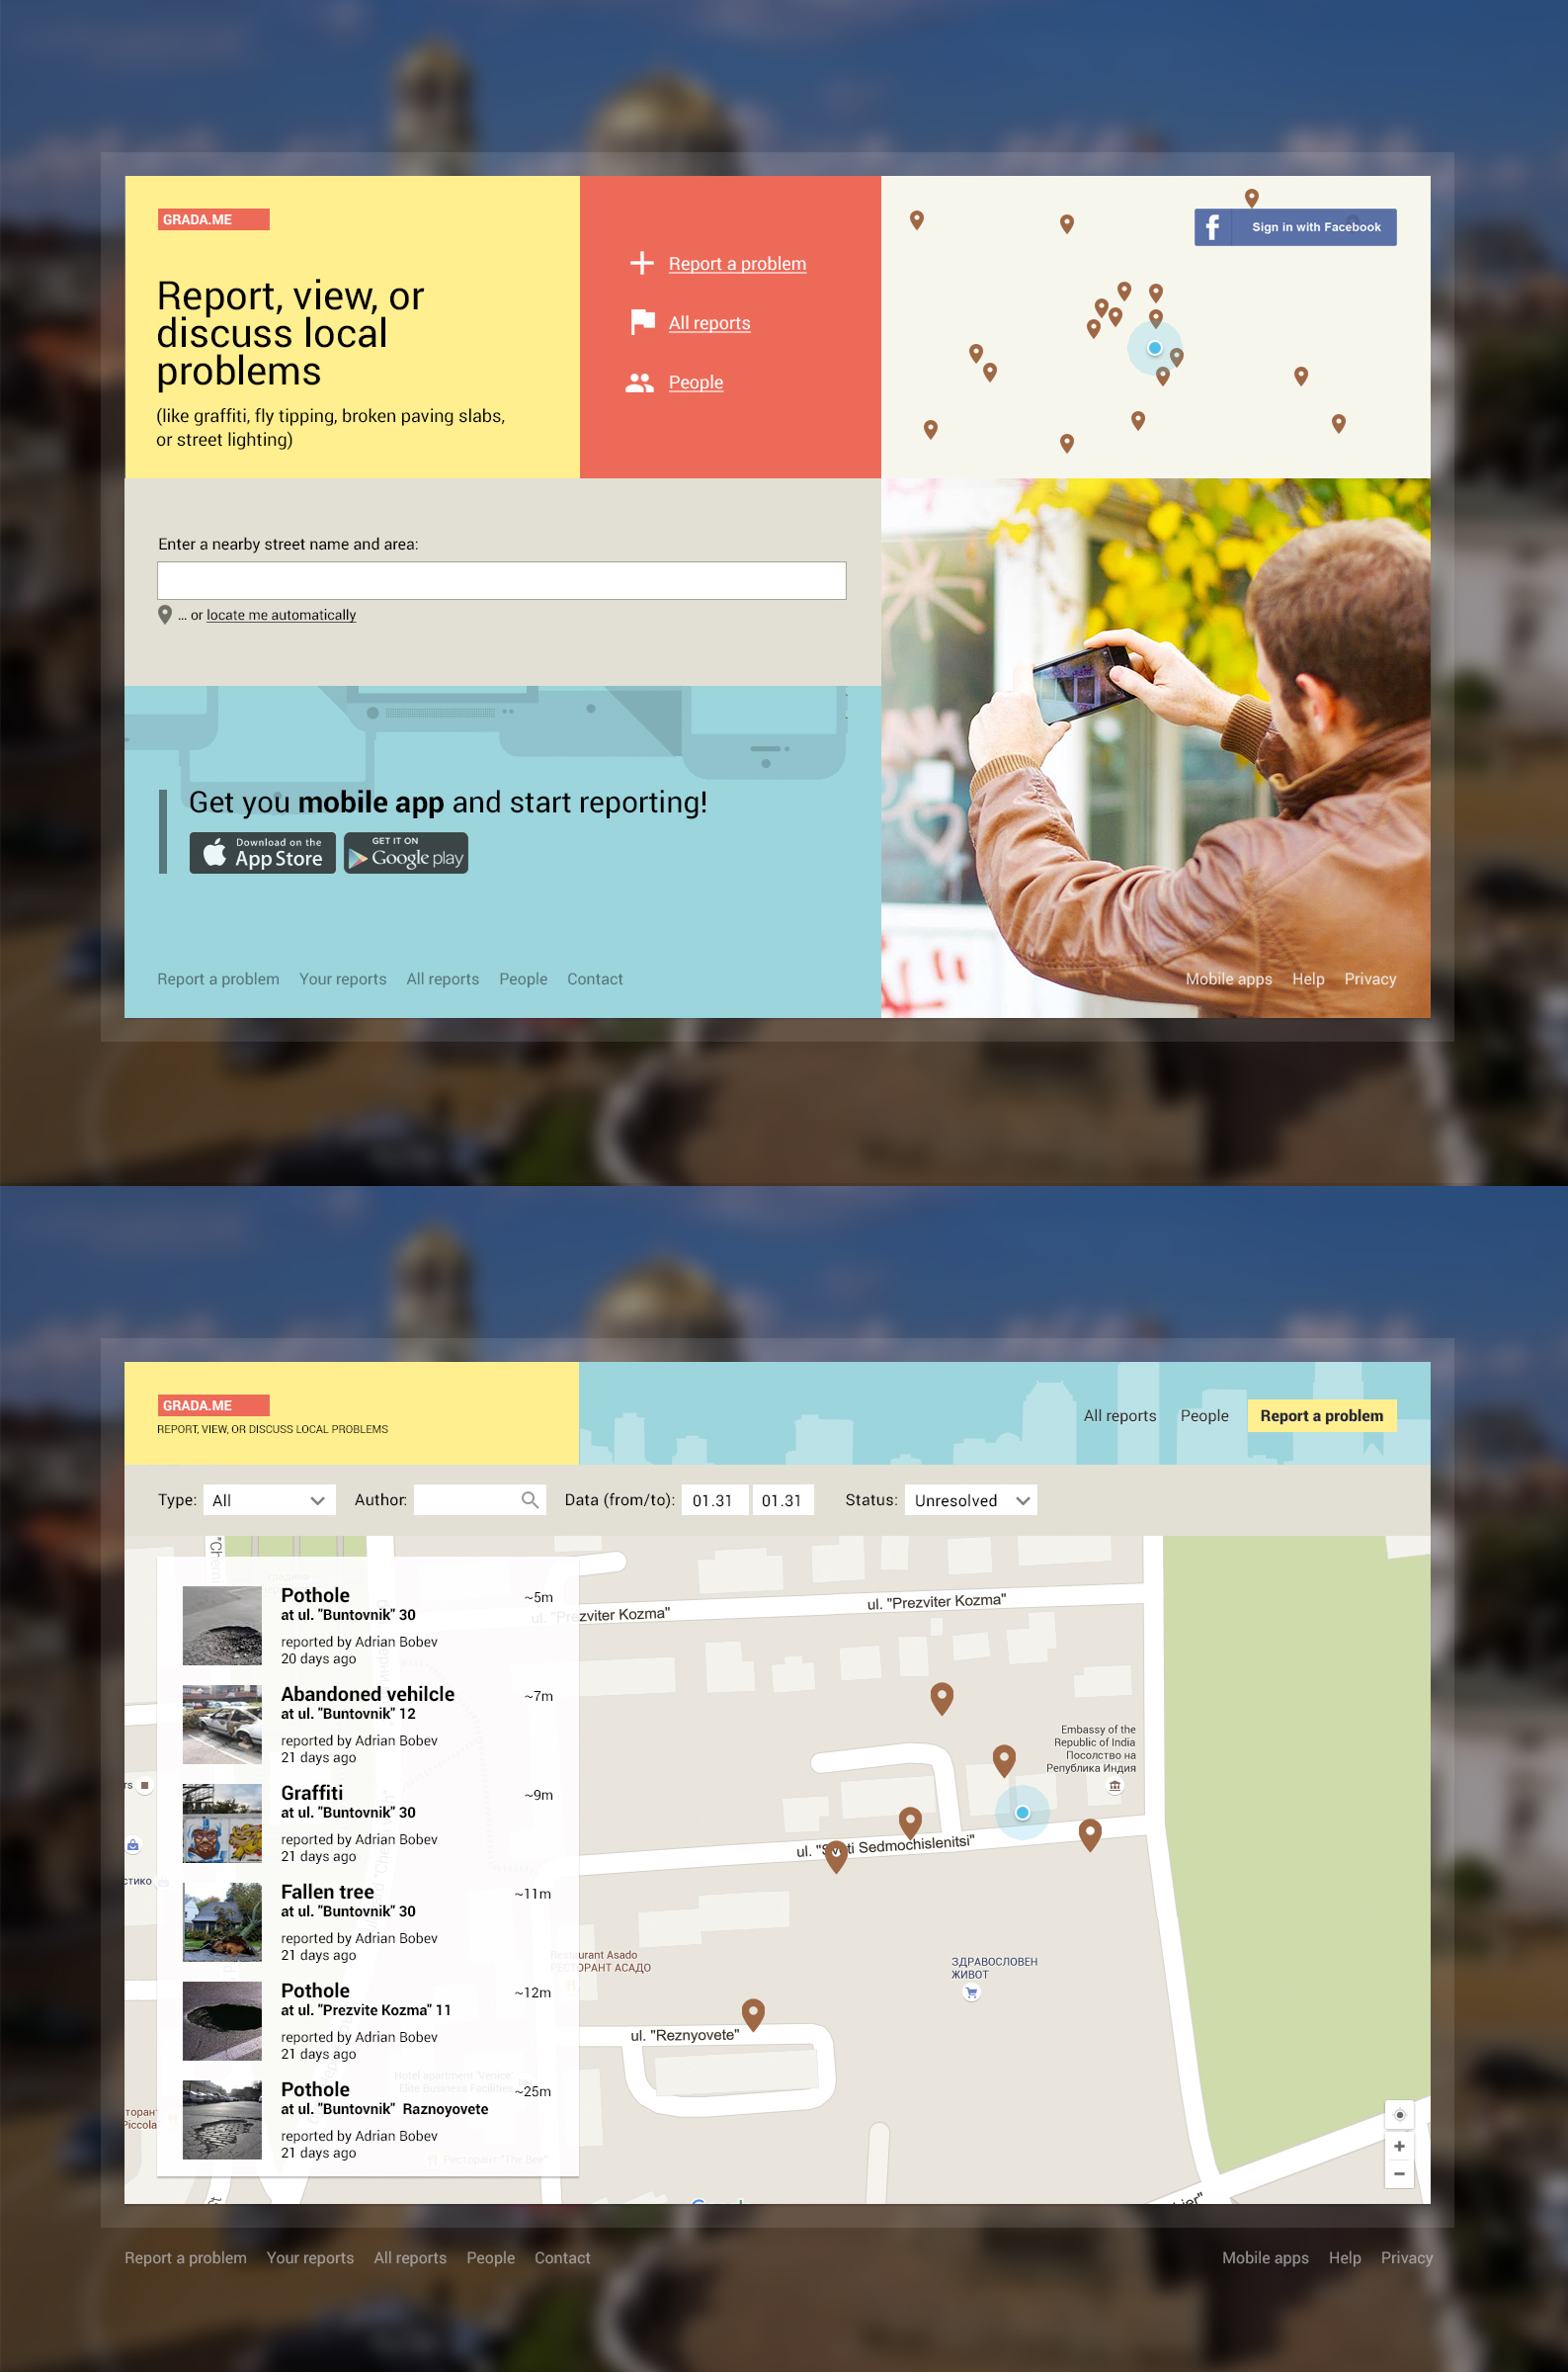 GRADA.ME
Report, view, or
discuss local
problems
(like graffiti, fly tipping, broken paving slabs,
or street lighting)
Report a problem
All reports
People
Sign in with Facebook
Enter a nearby street name and area:
... or locate me automatically
Get you mobile app and start reporting!
Download on the
App Store
GET IT ON
Google play
Report a problem Your reports All reports People Contact
Mobile apps Help Privacy
GRADA.ME
REPORT, VIEW, OR DISCUSS LOCAL PROBLEMS
All reports People Report a problem
Type: All Author: Data (from/to): 01.31 01.31 Status: Unresolved
Pothole ~5m
at ul. "Buntovnik" 30
reported by Adrian Bobev
20 days ago
Abandoned vehilcle ~7m
at ul. "Buntovnik" 12
reported by Adrian Bobev
21 days ago
Graffiti ~9m
at ul. "Buntovnik" 30
reported by Adrian Bobev
21 days ago
Fallen tree ~11m
at ul. "Buntovnik" 30
reported by Adrian Bobev
21 days ago
Pothole ~12m
at ul. "Prezvite Kozma" 11
reported by Adrian Bobev
21 days ago
Pothole ~25m
at ul. "Buntovnik" Raznoyovete
reported by Adrian Bobev
21 days ago
ul. "Prezviter Kozma"
ul. "Prezviter Kozma"
Embassy of the
Republic of India
Посолство на
Република Индия
ul. "Sveti Sedmochislenitsi"
Restaurant Asado
РЕСТОРАНТ АСАДО
ЗДРАВОСЛОВЕН
ЖИВОТ
ul. "Reznyovete"
Hotel apartment "Venice"
Elite Business Facilities
Ресторант "The Bee"
Piccola
Report a problem Your reports All reports People Contact
Mobile apps Help Privacy